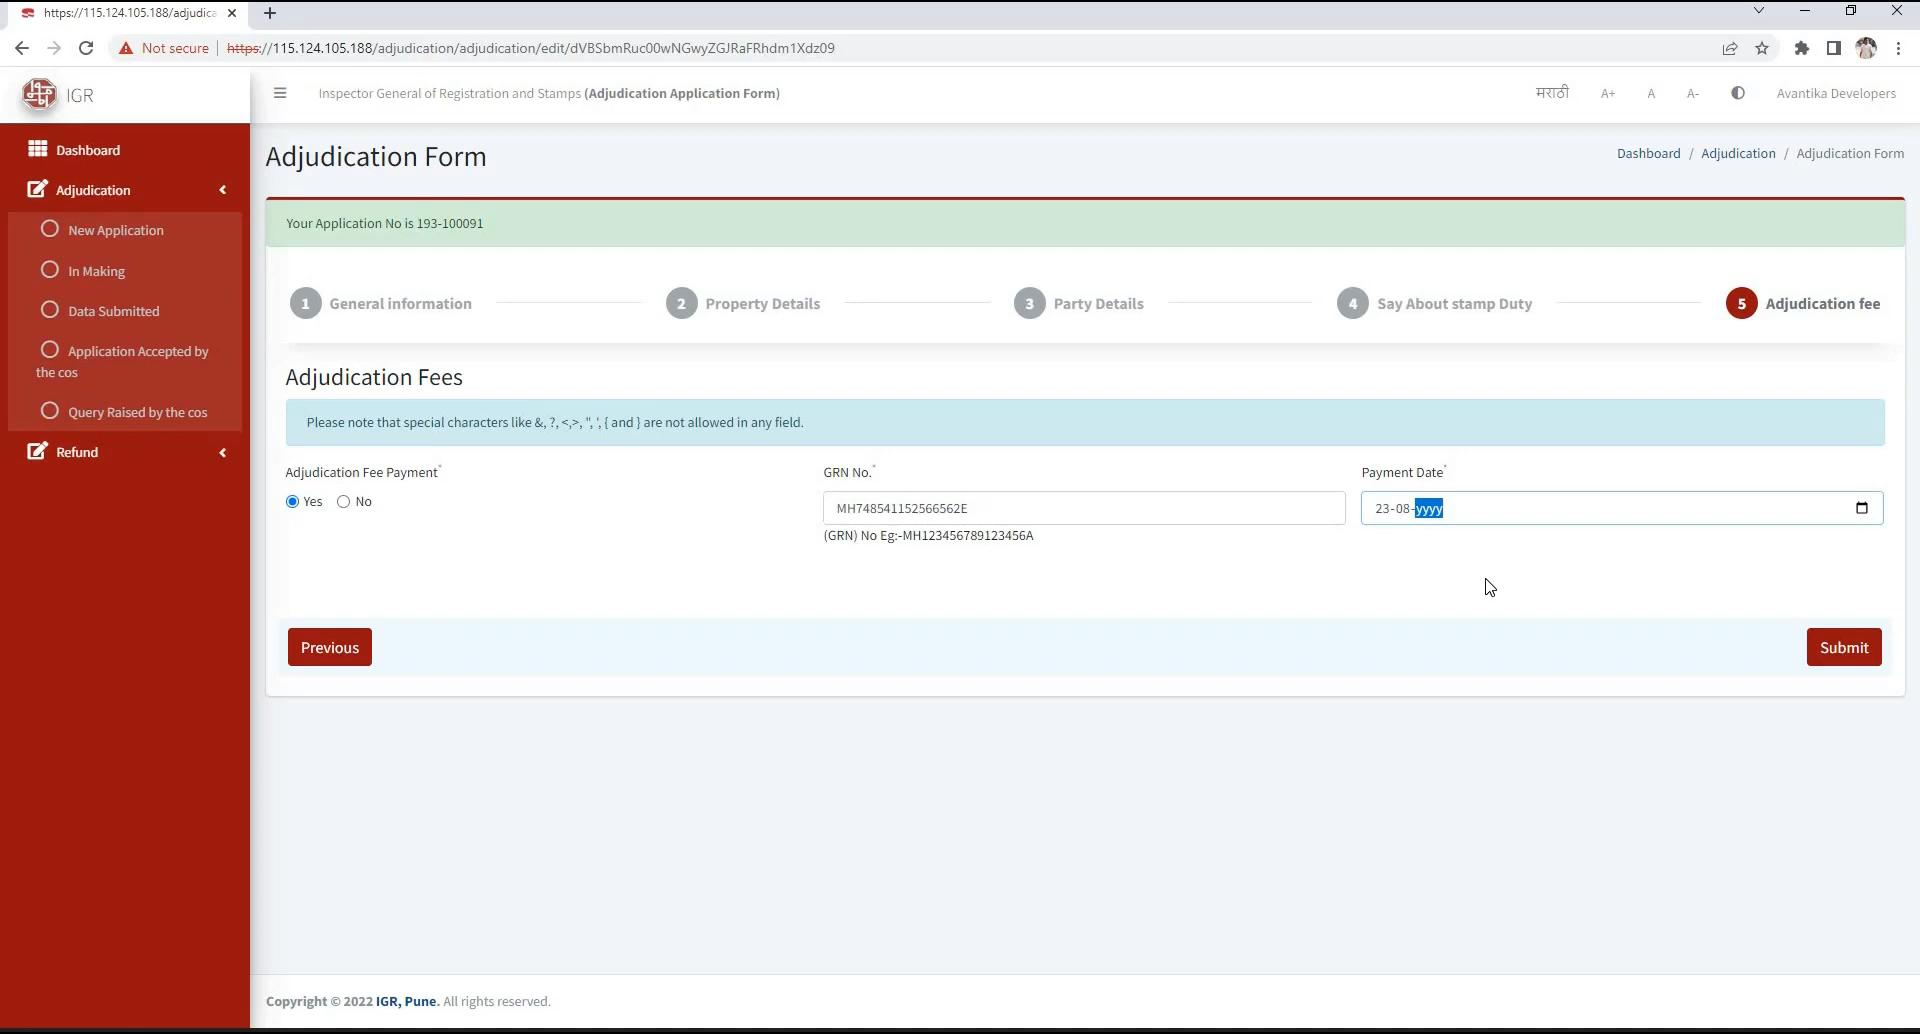 https://115.124.105.188/adjudica
Not secure https://115.124.105.188/adjudication/adjudication/edit/dVBSbmRuc00wNGwyZGJRaFRhdm1Xdz09
IGR
Inspector General of Registration and Stamps (Adjudication Application Form)
मराठी A+ A A- Avantika Developers
Dashboard
Adjudication
New Application
In Making
Data Submitted
Application Accepted by
the cos
Query Raised by the cos
Refund
Adjudication Form
Dashboard / Adjudication / Adjudication Form
Your Application No is 193-100091
1 General information 2 Property Details 3 Party Details 4 Say About stamp Duty 5 Adjudication fee
Adjudication Fees
Please note that special characters like &, ?, <,>, ", ', { and } are not allowed in any field.
Adjudication Fee Payment* GRN No.* Payment Date*
Yes No
MH748541152566562E
23-08-yyyy
(GRN) No Eg:-MH123456789123456A
Previous Submit
Copyright © 2022 IGR, Pune. All rights reserved.